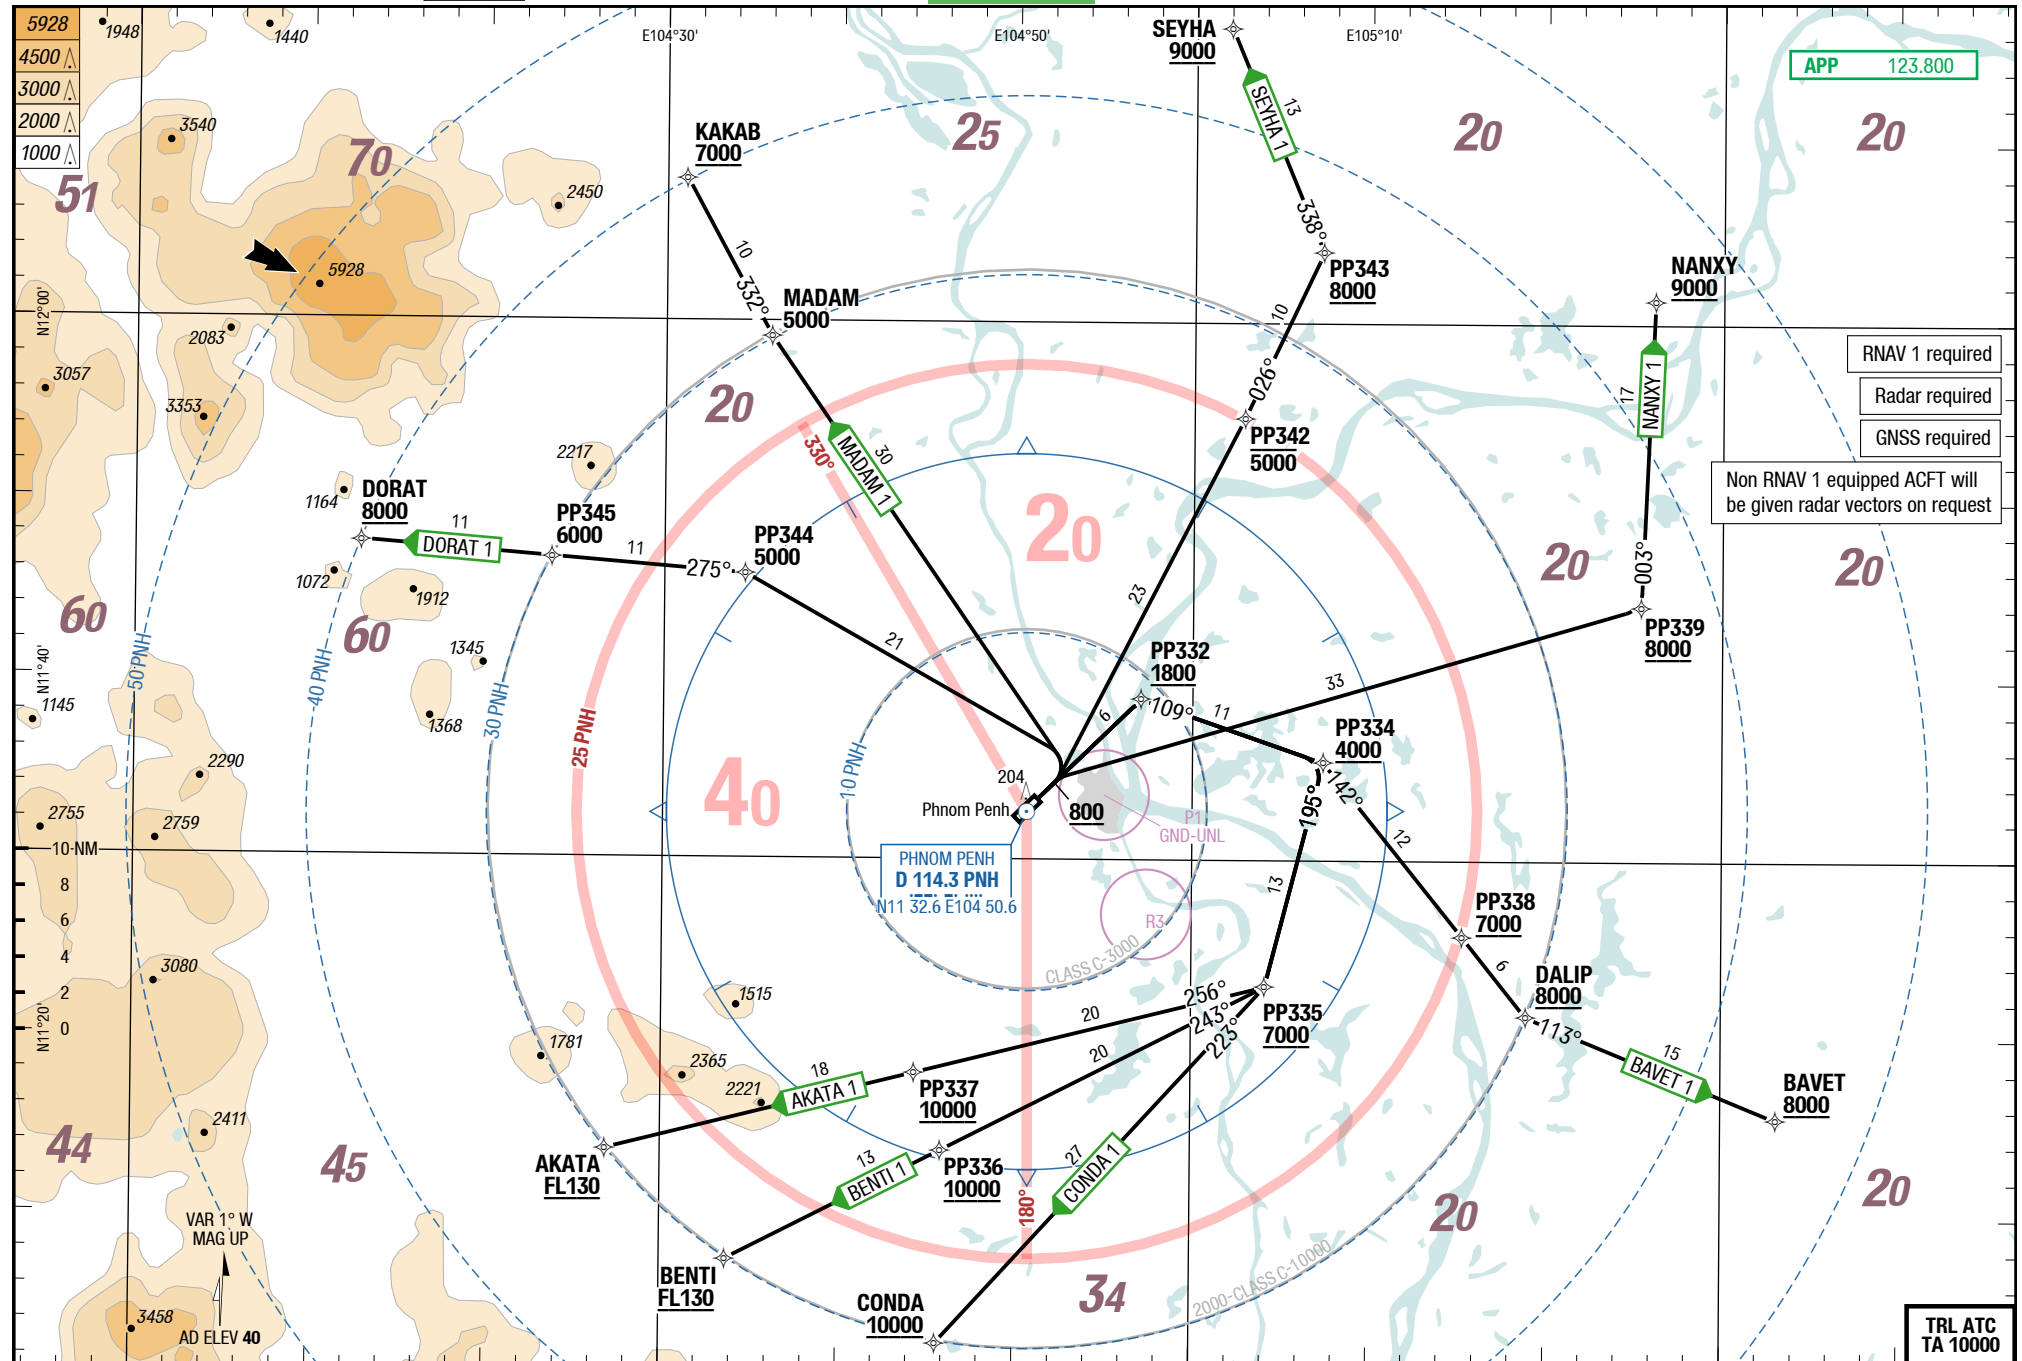 5928
4500
3000
2000
1000
1948
1440
E104°30'
E104°50'
E105°10'
SEYHA
9000
APP 123.800
3540
51
70
2450
5928
25
20
20
KAKAB
7000
13
SEYHA 1
338°
PP343
8000
NANXY
9000
10
332°
MADAM
5000
N12°00'
2083
3057
3353
10
026°
17
NANXY 1
003°
RNAV 1 required
Radar required
GNSS required
Non RNAV 1 equipped ACFT will
be given radar vectors on request
20
330°
MADAM 1
30
PP342
5000
2217
1164
DORAT
8000
11
DORAT 1
PP345
6000
11
275°
PP344
5000
20
20
20
1072
1912
60
60
21
23
PP339
8000
1345
N11°40'
50 PNH
40 PNH
30 PNH
25 PNH
10 PNH
1145
1368
PP332
1800
6
109°
11
33
PP334
4000
2290
2755
2759
40
204
Phnom Penh
800
P1
GND-UNL
142°
195°
12
13
PHNOM PENH
D 114.3 PNH
N11 32.6 E104 50.6
10 NM
8
6
4
2
0
R3
CLASS C-3000
PP338
7000
6
DALIP
8000
3080
N11°20'
1515
1781
2365
2221
256°
243°
223°
PP335
7000
20
20
113°
15
BAVET 1
BAVET
8000
18
AKATA 1
PP337
10000
2411
44
45
AKATA
FL130
13
BENTI 1
PP336
10000
180°
27
CONDA 1
20
20
VAR 1° W
MAG UP
BENTI
FL130
CONDA
10000
34
2000-CLASS C-10000
3458
AD ELEV 40
TRL ATC
TA 10000